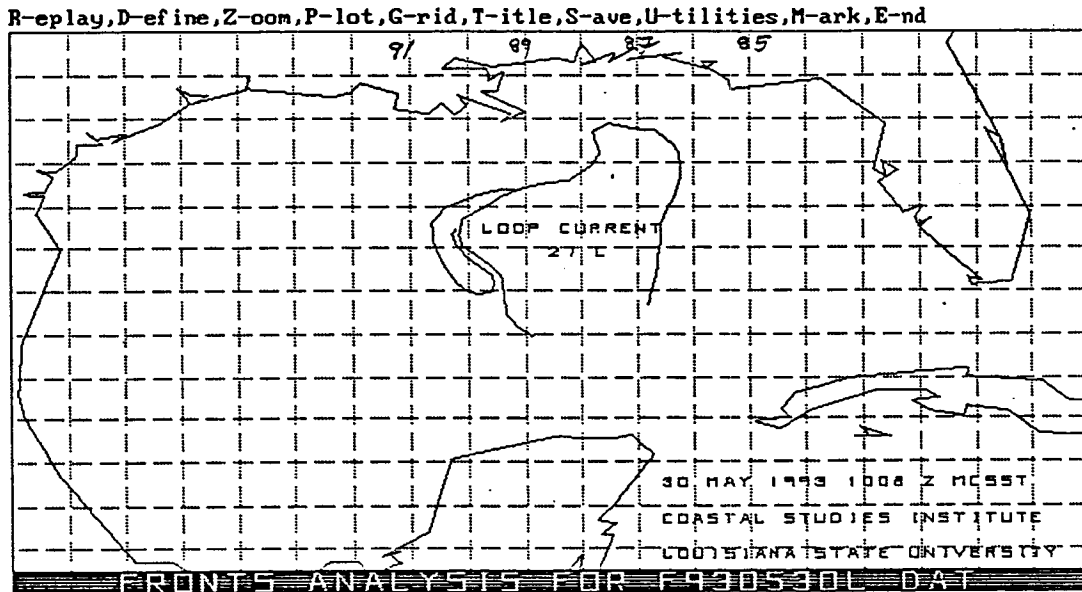 R-eplay,D-efine,Z-oom,P-lot,G-rid,T-itle,S-ave,U-tilities,M-ark,E-nd
91 89 87 85
LOOP CURRENT
27 C
30 MAY 1993 1008 Z MCSST
COASTAL STUDIES INSTITUTE
LOUISIANA STATE UNIVERSITY
FRONTS ANALYSIS FOR F930530L DAT